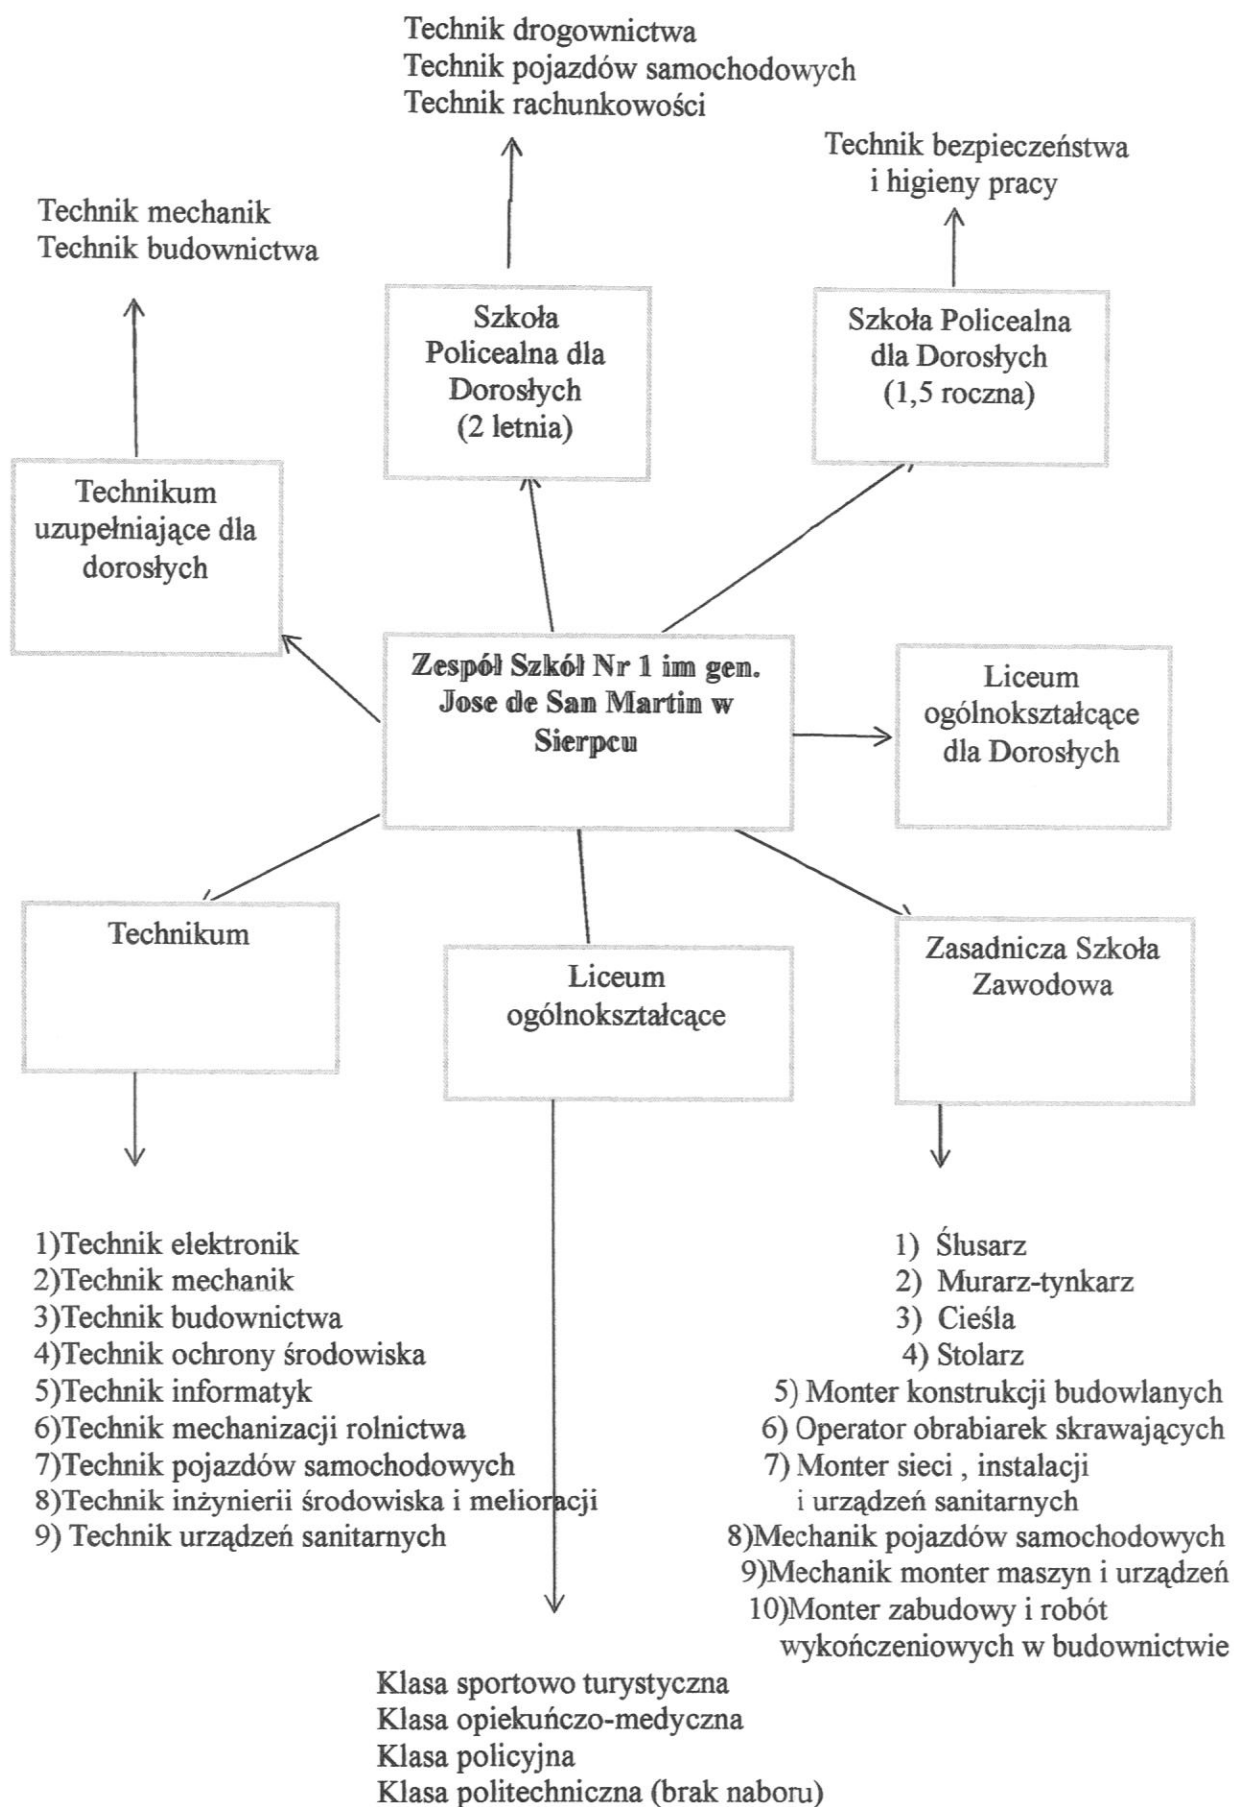 Technik drogownictwa
Technik pojazdów samochodowych
Technik rachunkowości
Technik bezpieczeństwa
i higieny pracy
Technik mechanik
Technik budownictwa
Szkoła
Policealna dla
Dorosłych
(2 letnia)
Szkoła Policealna
dla Dorosłych
(1,5 roczna)
Technikum
uzupełniające dla
dorosłych
Zespół Szkół Nr 1 im gen.
Jose de San Martin w
Sierpcu
Liceum
ogólnokształcące
dla Dorosłych
Technikum
Liceum
ogólnokształcące
Zasadnicza Szkoła
Zawodowa
1)Technik elektronik
2)Technik mechanik
3)Technik budownictwa
4)Technik ochrony środowiska
5)Technik informatyk
6)Technik mechanizacji rolnictwa
7)Technik pojazdów samochodowych
8)Technik inżynierii środowiska i melioracji
9) Technik urządzeń sanitarnych
1) Ślusarz
2) Murarz-tynkarz
3) Cieśla
4) Stolarz
5) Monter konstrukcji budowlanych
6) Operator obrabiarek skrawających
7) Monter sieci , instalacji
i urządzeń sanitarnych
8)Mechanik pojazdów samochodowych
9)Mechanik monter maszyn i urządzeń
10)Monter zabudowy i robót
wykończeniowych w budownictwie
Klasa sportowo turystyczna
Klasa opiekuńczo-medyczna
Klasa policyjna
Klasa politechniczna (brak naboru)